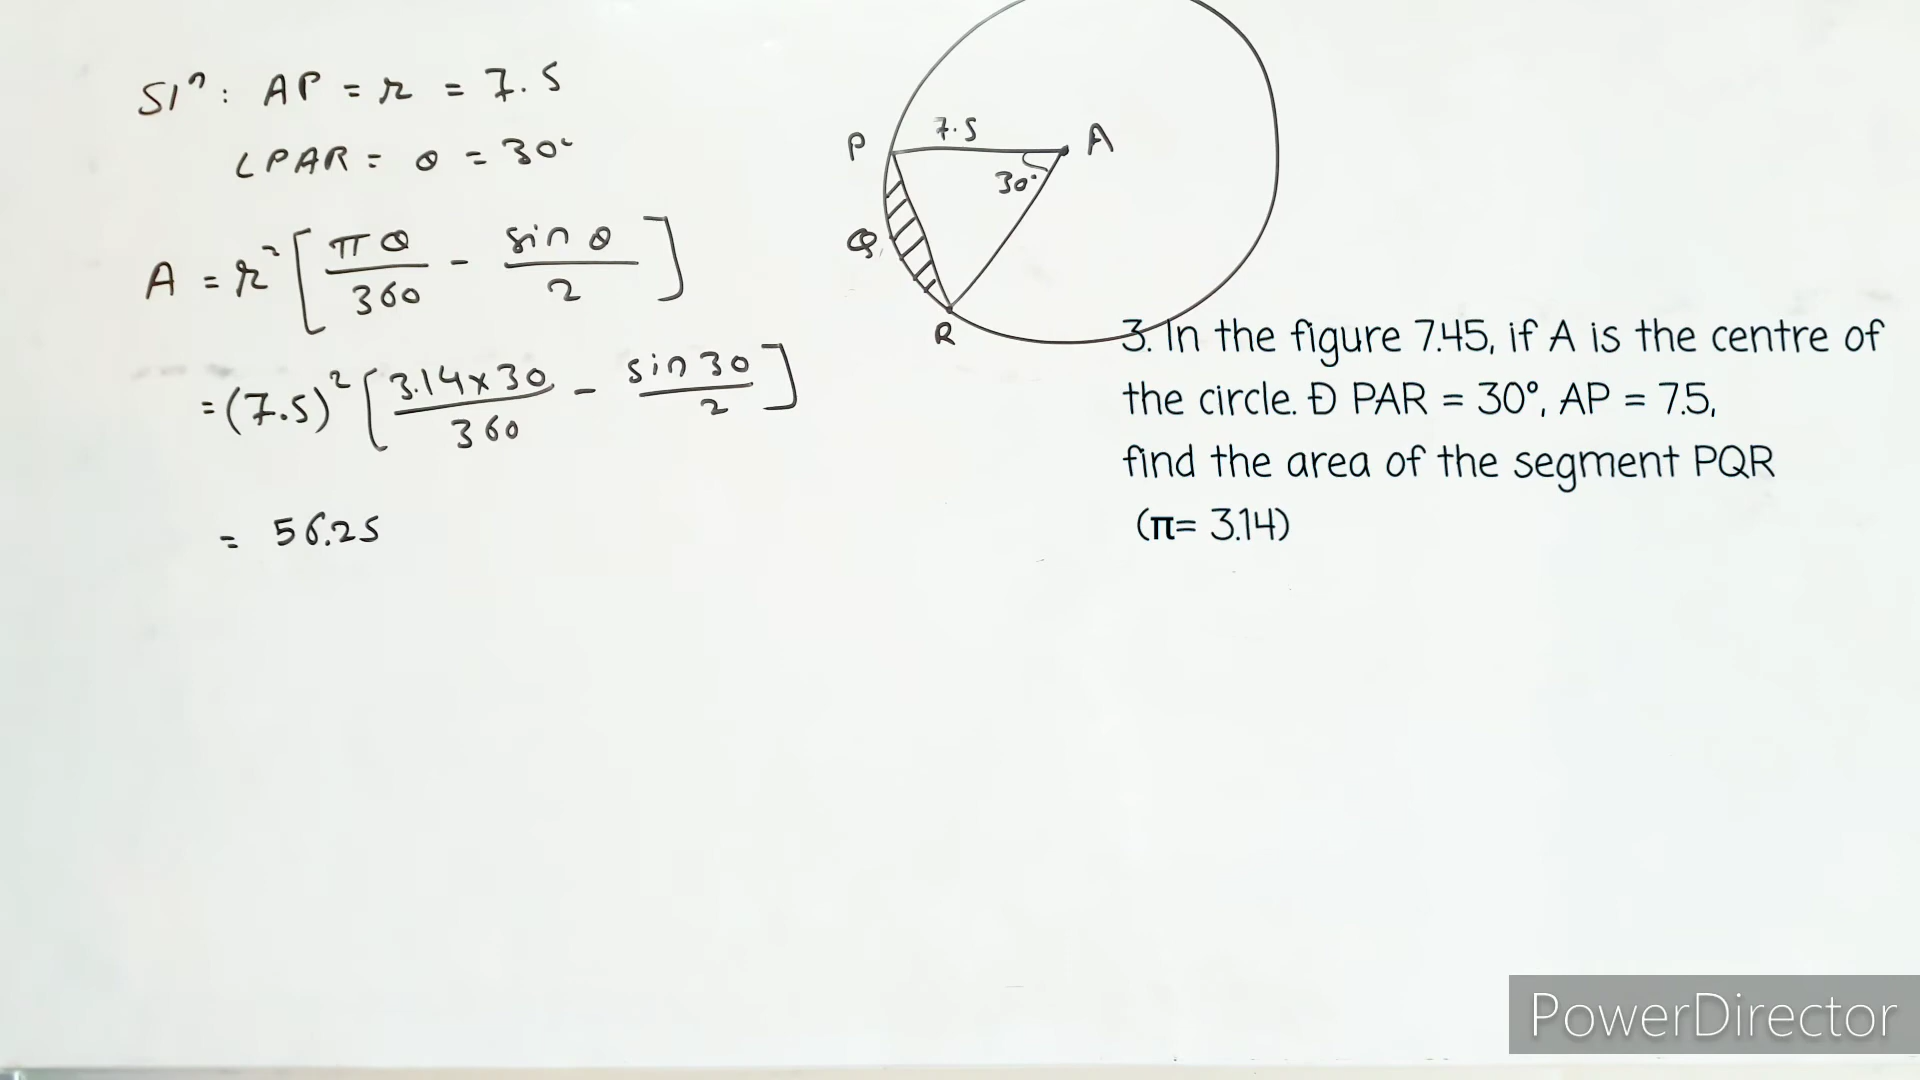 Slⁿ: AP = r = 7.5
∠PAR = θ = 30°
A = r² [ πθ/360 - sin θ/2 ]
= (7.5)² [ 3.14 x 30/360 - sin 30/2 ]
= 56.25
7.5
P
A
30°
Q
R
3. In the figure 7.45, if A is the centre of
the circle. Ð PAR = 30°, AP = 7.5,
find the area of the segment PQR
(π= 3.14)
PowerDirector